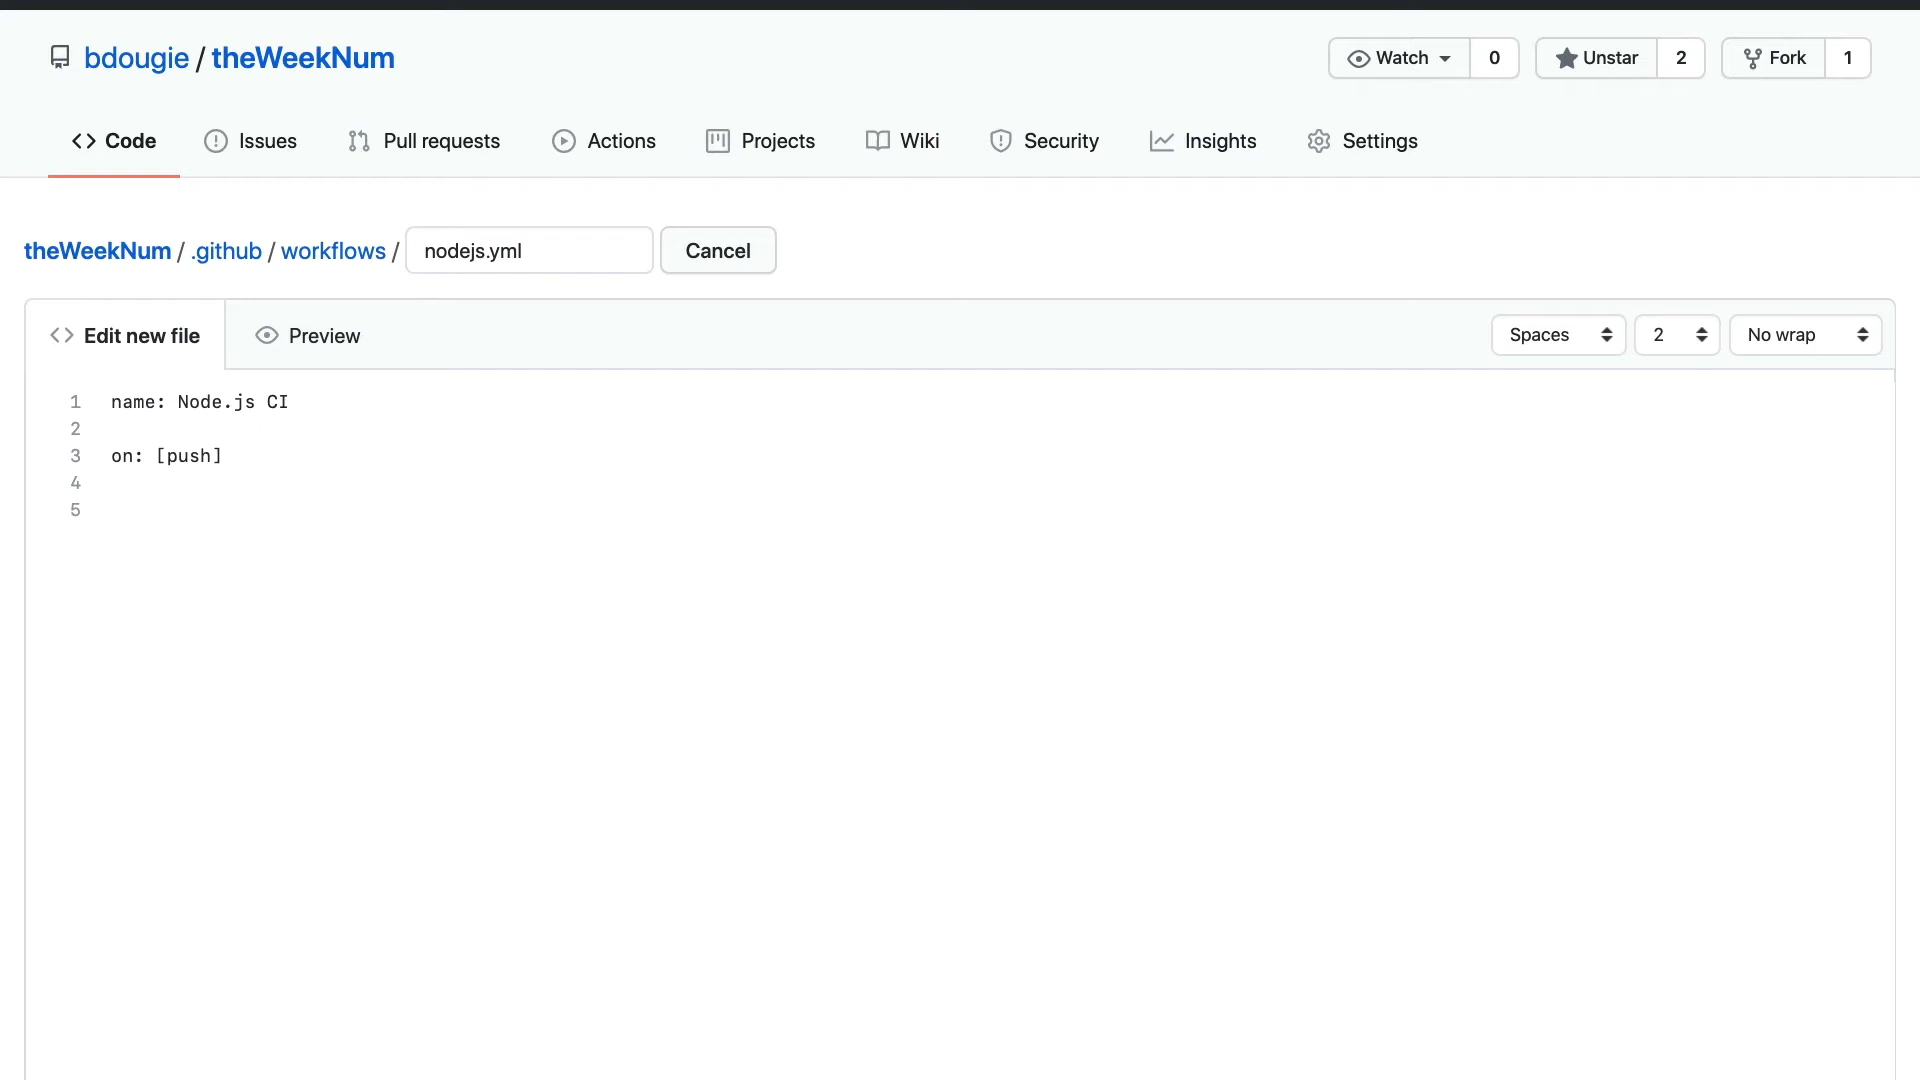 bdougie / theWeekNum
Watch 0 Unstar 2 Fork 1
Code Issues Pull requests Actions Projects Wiki Security Insights Settings
theWeekNum / .github / workflows / nodejs.yml Cancel
Edit new file Preview Spaces 2 No wrap
1 name: Node.js CI
2
3 on: [push]
4
5